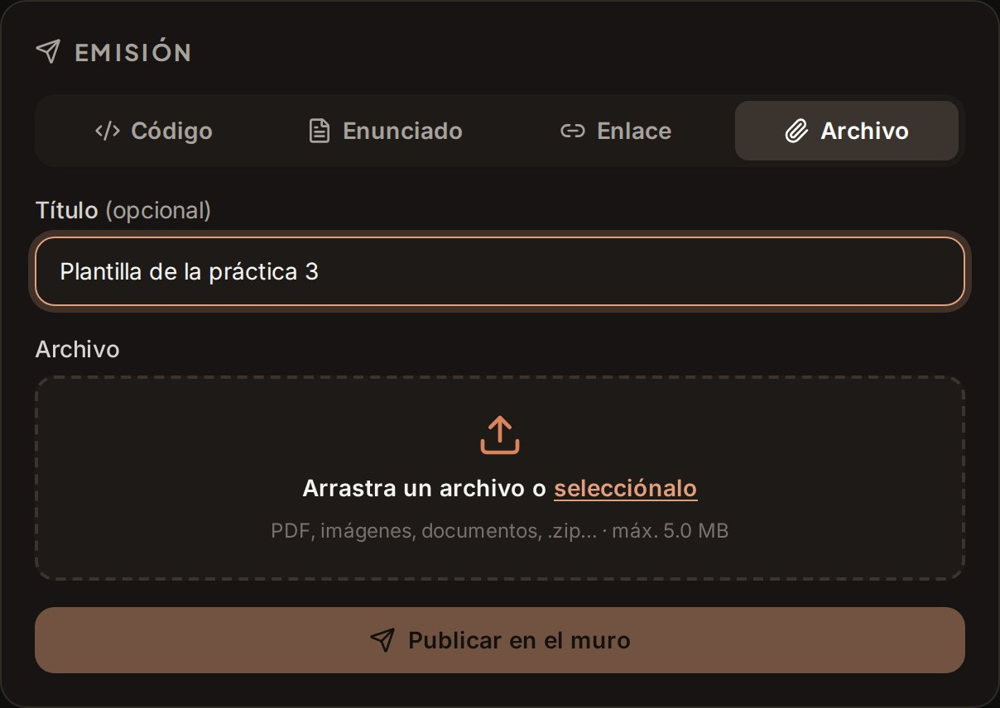 EMISIÓN
Código Enunciado Enlace Archivo
Título (opcional)
Plantilla de la práctica 3
Archivo
Arrastra un archivo o selecciónalo
PDF, imágenes, documentos, .zip... · máx. 5.0 MB
Publicar en el muro